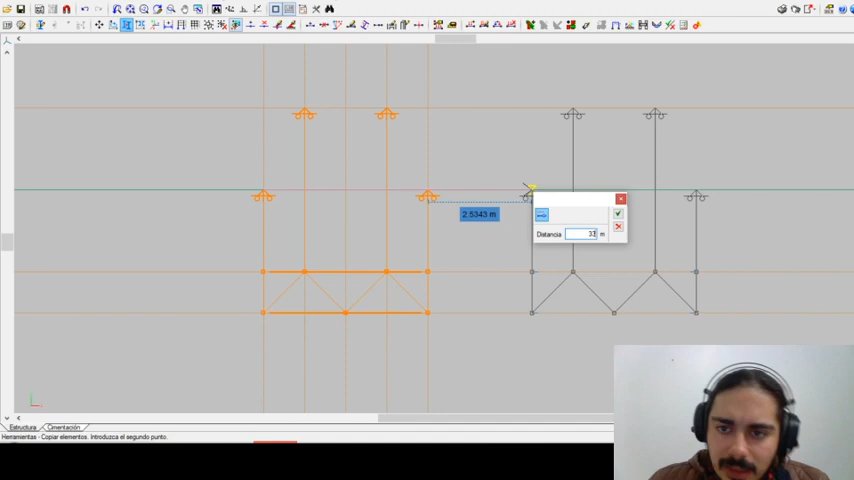 2.5343 m
Distancia 33 m
Estructura Cimentación
Herramientas - Copiar elementos. Introduzca el segundo punto.